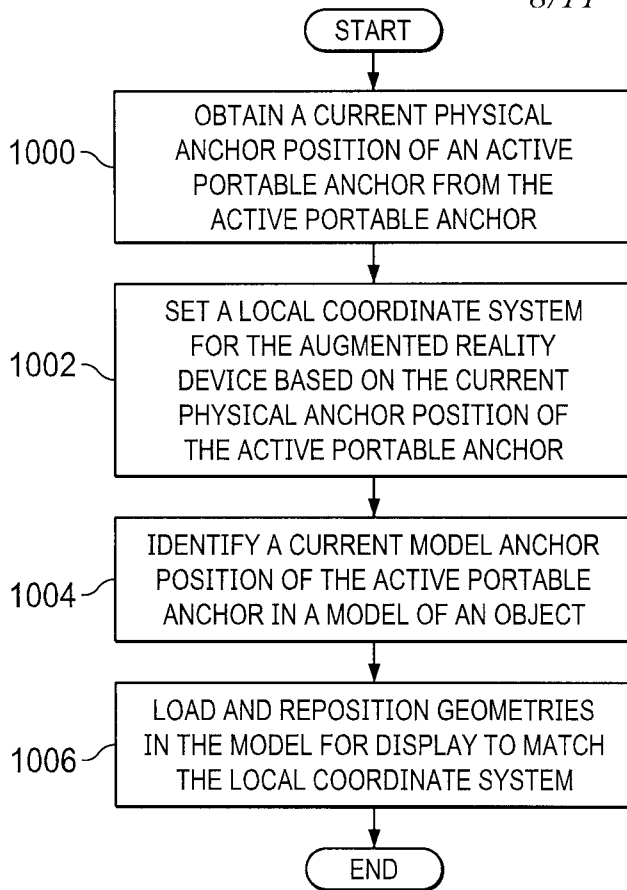 START
1000
OBTAIN A CURRENT PHYSICAL
ANCHOR POSITION OF AN ACTIVE
PORTABLE ANCHOR FROM THE
ACTIVE PORTABLE ANCHOR
1002
SET A LOCAL COORDINATE SYSTEM
FOR THE AUGMENTED REALITY
DEVICE BASED ON THE CURRENT
PHYSICAL ANCHOR POSITION OF
THE ACTIVE PORTABLE ANCHOR
1004
IDENTIFY A CURRENT MODEL ANCHOR
POSITION OF THE ACTIVE PORTABLE
ANCHOR IN A MODEL OF AN OBJECT
1006
LOAD AND REPOSITION GEOMETRIES
IN THE MODEL FOR DISPLAY TO MATCH
THE LOCAL COORDINATE SYSTEM
END